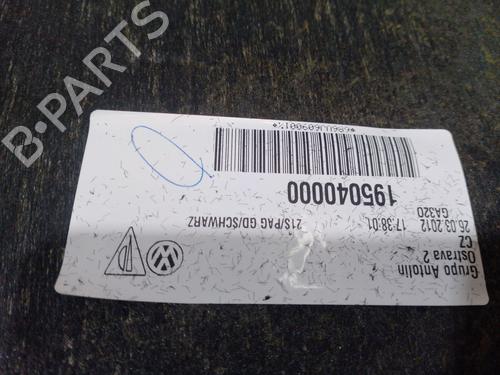 B-PARTS
Grupo Antolin
Ostrava 2
CZ
26.03.2012 17:38:01
GA320
195040000
21S/PAG GD/SCHWARZ